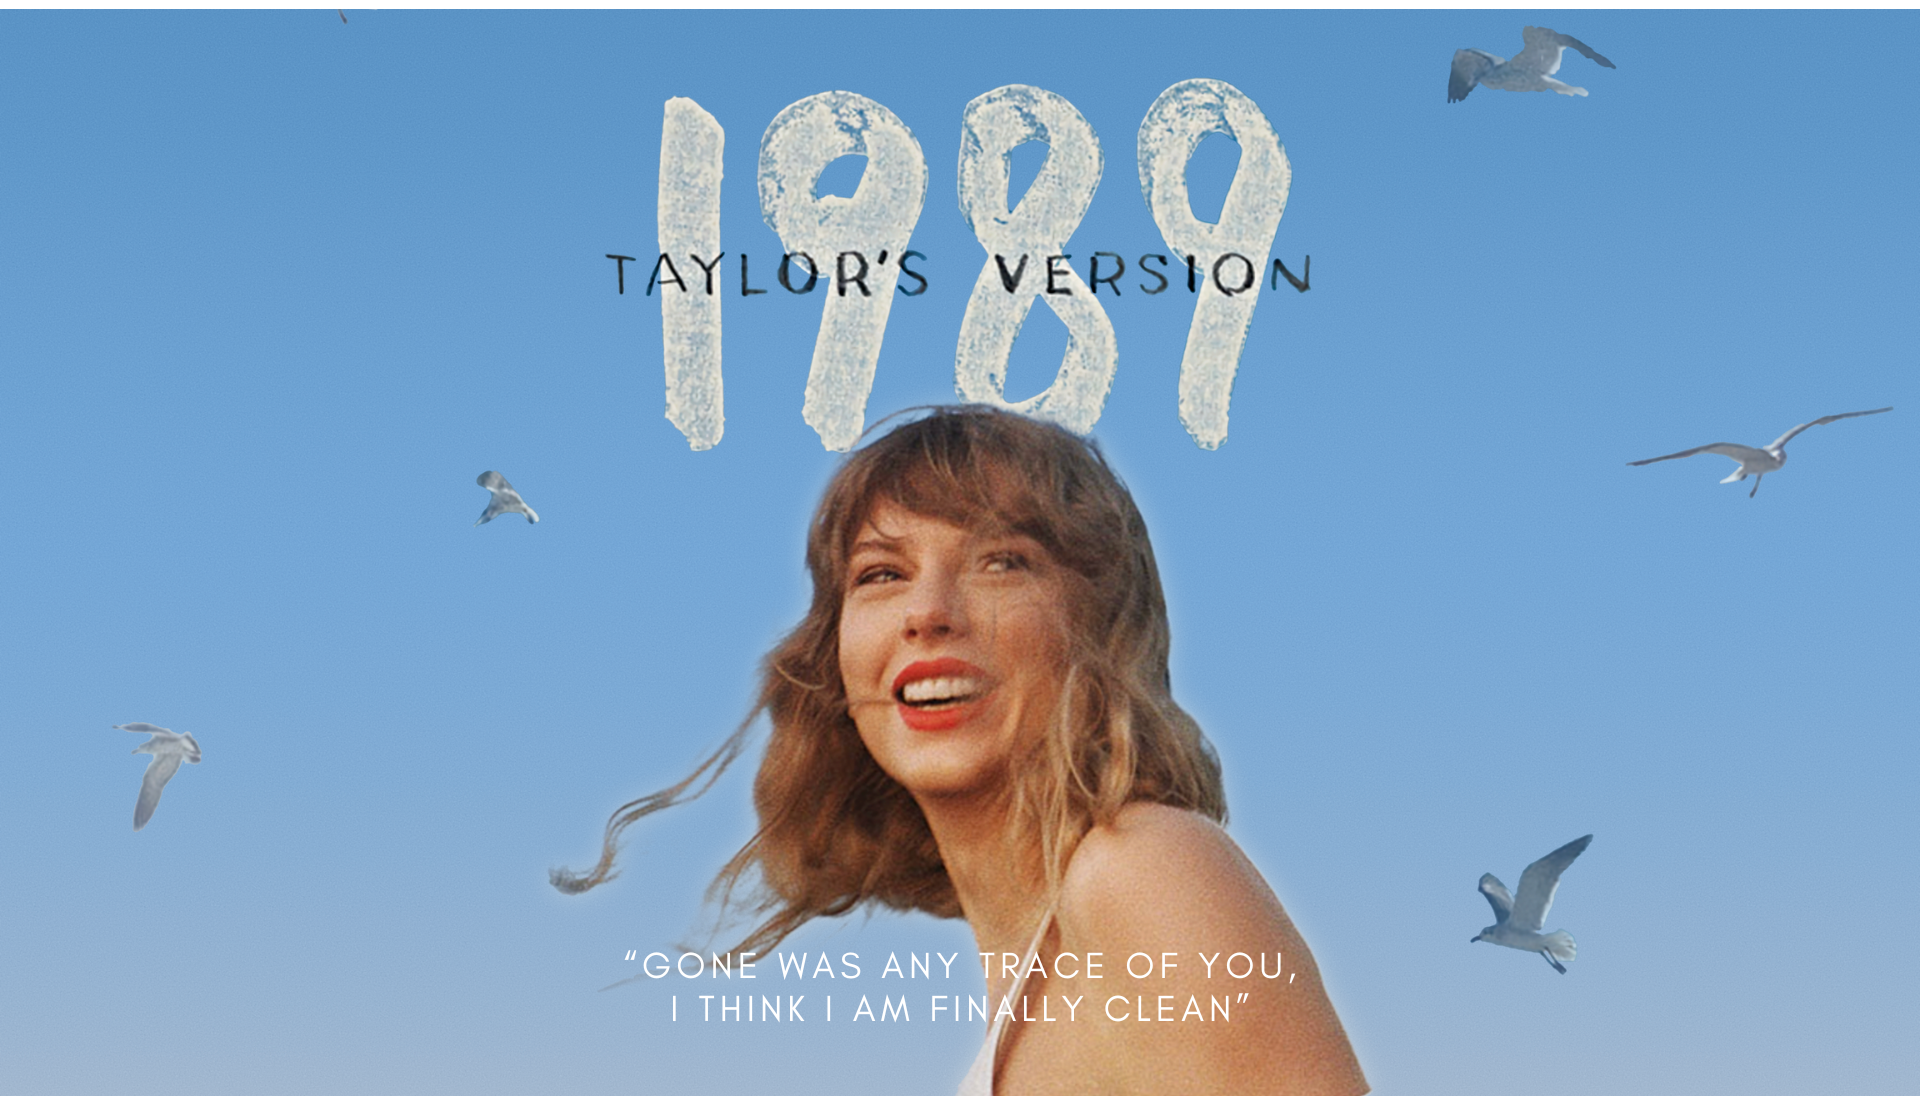 1989
TAYLOR'S VERSION
“GONE WAS ANY TRACE OF YOU,
I THINK I AM FINALLY CLEAN”